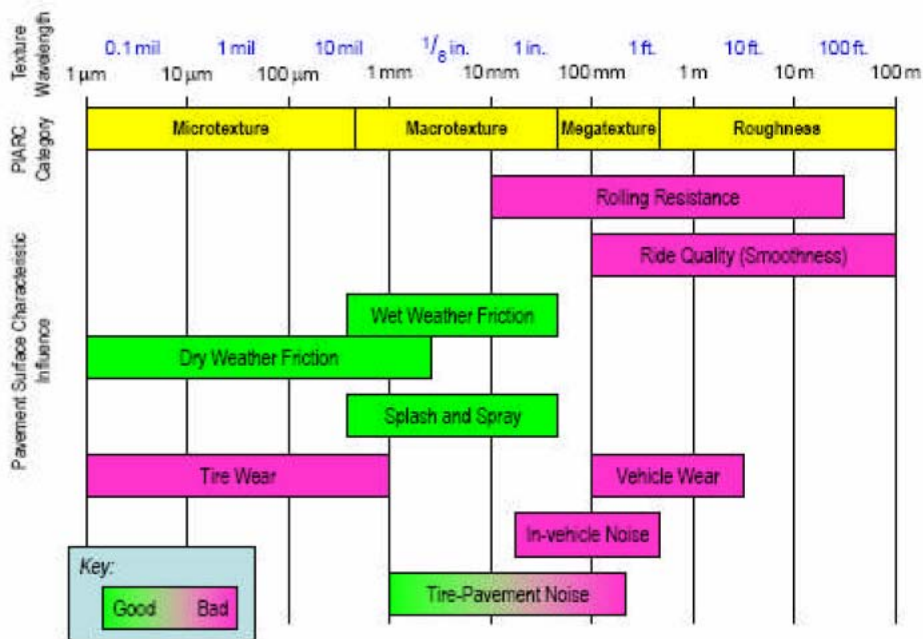 Texture
Wavelength
0.1 mil 1 mil 10 mil 1/8 in. 1 in. 1 ft. 10 ft. 100 ft.
1 µm 10 µm 100 µm 1 mm 10 mm 100 mm 1 m 10 m 100 m
PIARC
Category
Microtexture Macrotexture Megatexture Roughness
Pavement Surface Characteristic
Influence
Rolling Resistance
Ride Quality (Smoothness)
Wet Weather Friction
Dry Weather Friction
Splash and Spray
Tire Wear Vehicle Wear
In-vehicle Noise
Tire-Pavement Noise
Key:
Good Bad